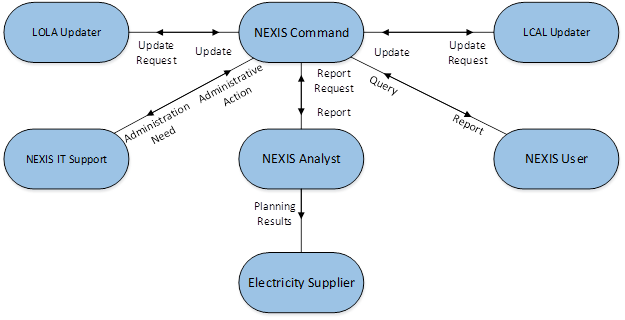 LOLA Updater
NEXIS Command
LCAL Updater
Update
Request
Update
Update
Update
Request
Administration
Need
Administrative
Action
Report
Request
Report
Query
Report
NEXIS IT Support
NEXIS Analyst
NEXIS User
Planning
Results
Electricity Supplier